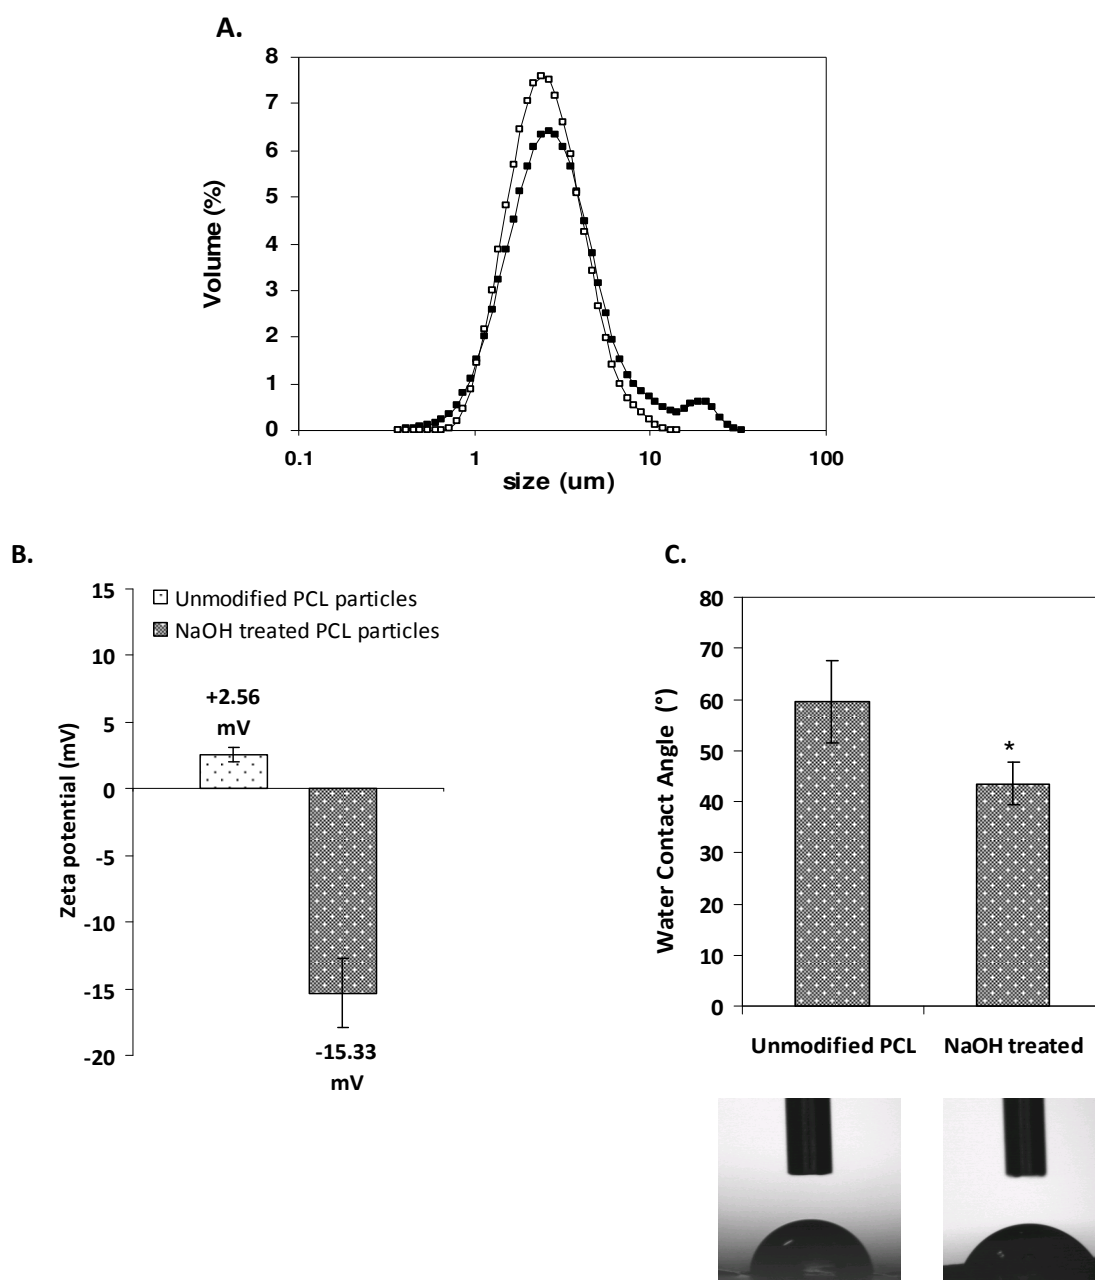 A.
8
7
6
5
4
3
2
1
0
Volume (%)
0.1 1 10 100
size (um)
B.
15
10
5
0
-5
-10
-15
-20
Zeta potential (mV)
Unmodified PCL particles
NaOH treated PCL particles
+2.56
mV
-15.33
mV
C.
80
70
60
50
40
30
20
10
0
Water Contact Angle (°)
*
Unmodified PCL NaOH treated